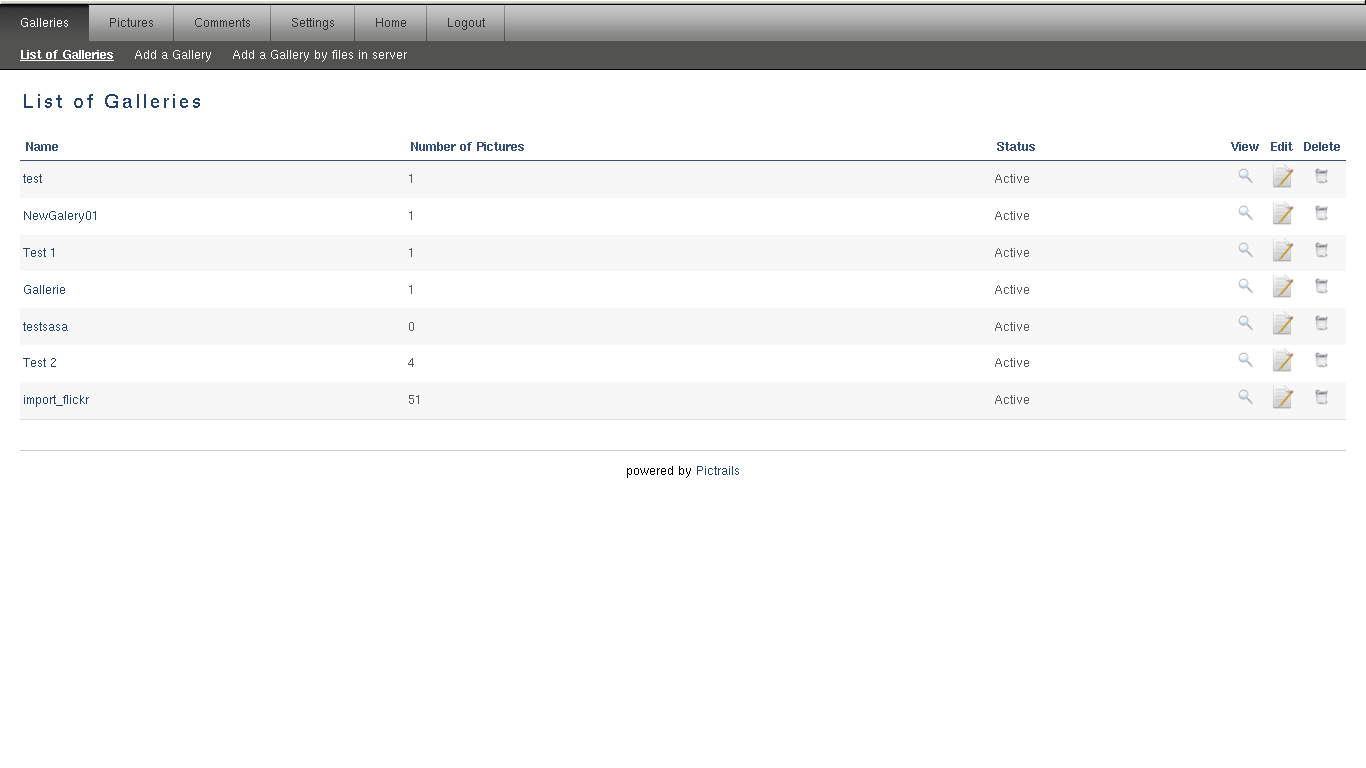 Galleries Pictures Comments Settings Home Logout
List of Galleries Add a Gallery Add a Gallery by files in server
List of Galleries
Name Number of Pictures Status View Edit Delete
test 1 Active
NewGalery01 1 Active
Test 1 1 Active
Gallerie 1 Active
testsasa 0 Active
Test 2 4 Active
import_flickr 51 Active
powered by Pictrails